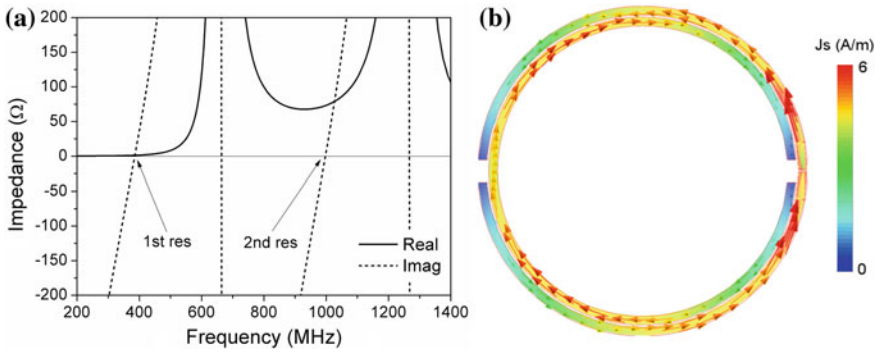 (a)
200
150
100
50
0
-50
-100
-150
-200
Impedance (Ω)
1st res
2nd res
Real
Imag
200 400 600 800 1000 1200 1400
Frequency (MHz)
(b)
Js (A/m)
6
0